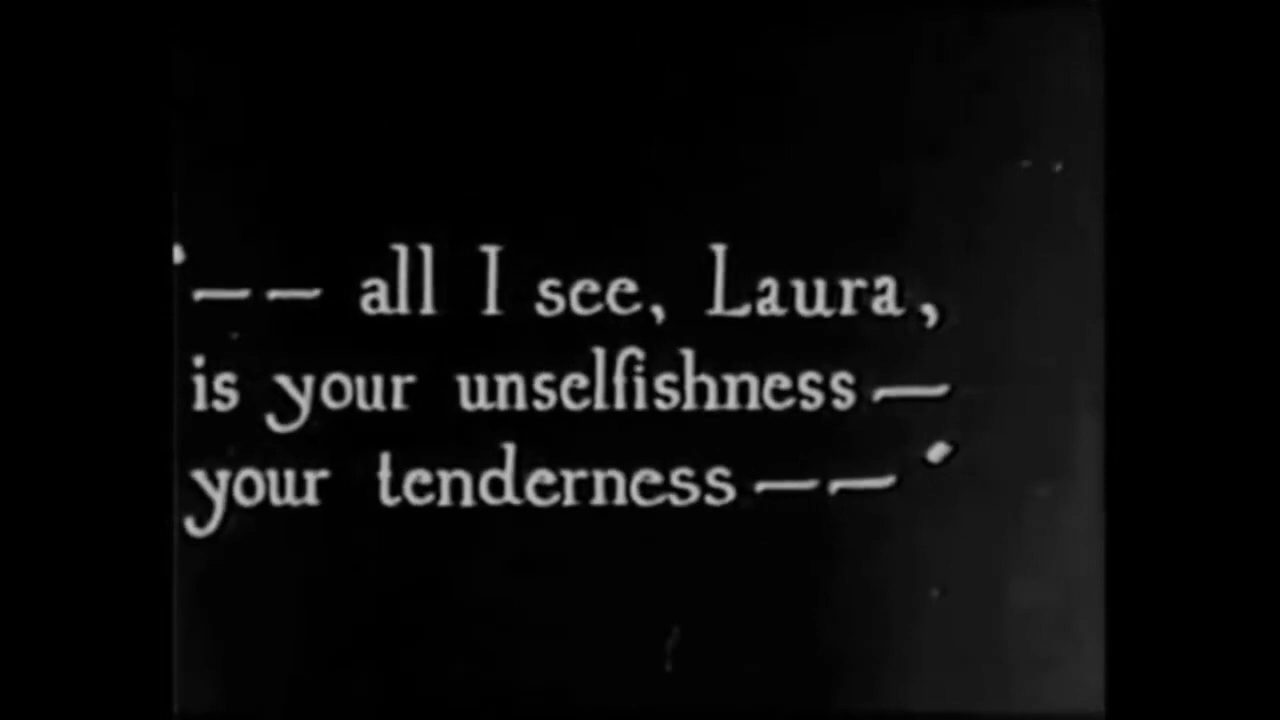 '-- all I see, Laura,
is your unselfishness—
your tenderness--'